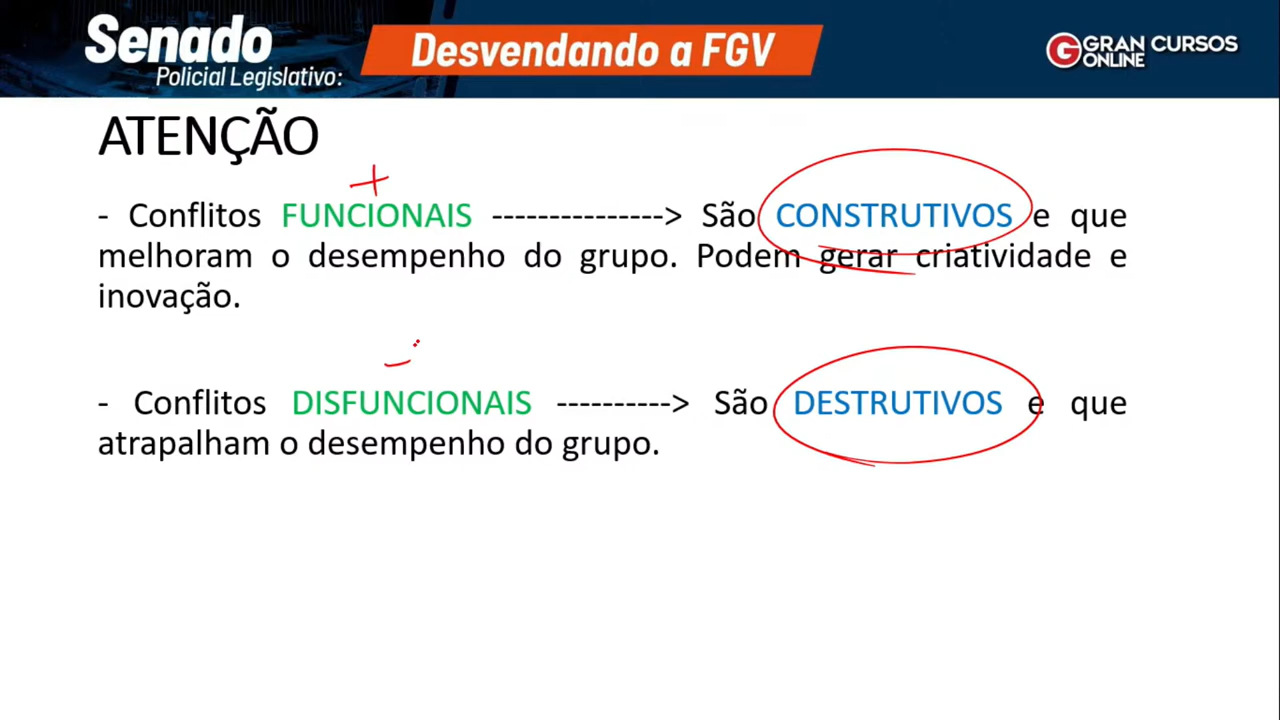 Senado
Policial Legislativo:
Desvendando a FGV
GRAN CURSOS
ONLINE
ATENÇÃO
+
- Conflitos FUNCIONAIS ---------------> São CONSTRUTIVOS e que
melhoram o desempenho do grupo. Podem gerar criatividade e
inovação.
-
- Conflitos DISFUNCIONAIS ----------> São DESTRUTIVOS e que
atrapalham o desempenho do grupo.